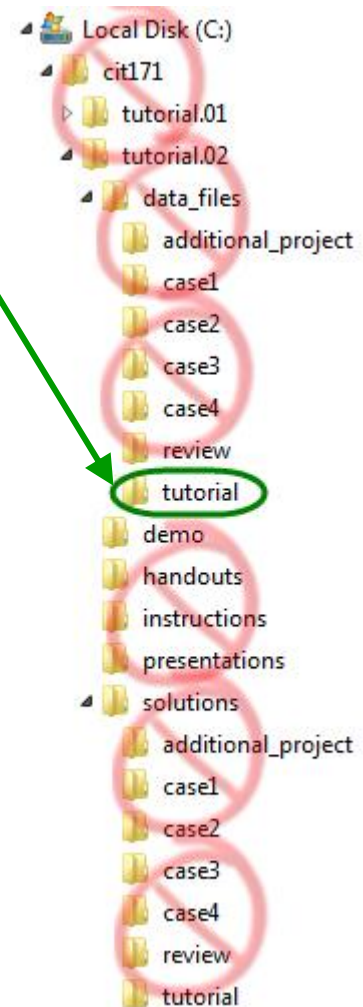 Local Disk (C:)
cit171
tutorial.01
tutorial.02
data_files
additional_project
case1
case2
case3
case4
review
tutorial
demo
handouts
instructions
presentations
solutions
additional_project
case1
case2
case3
case4
review
tutorial